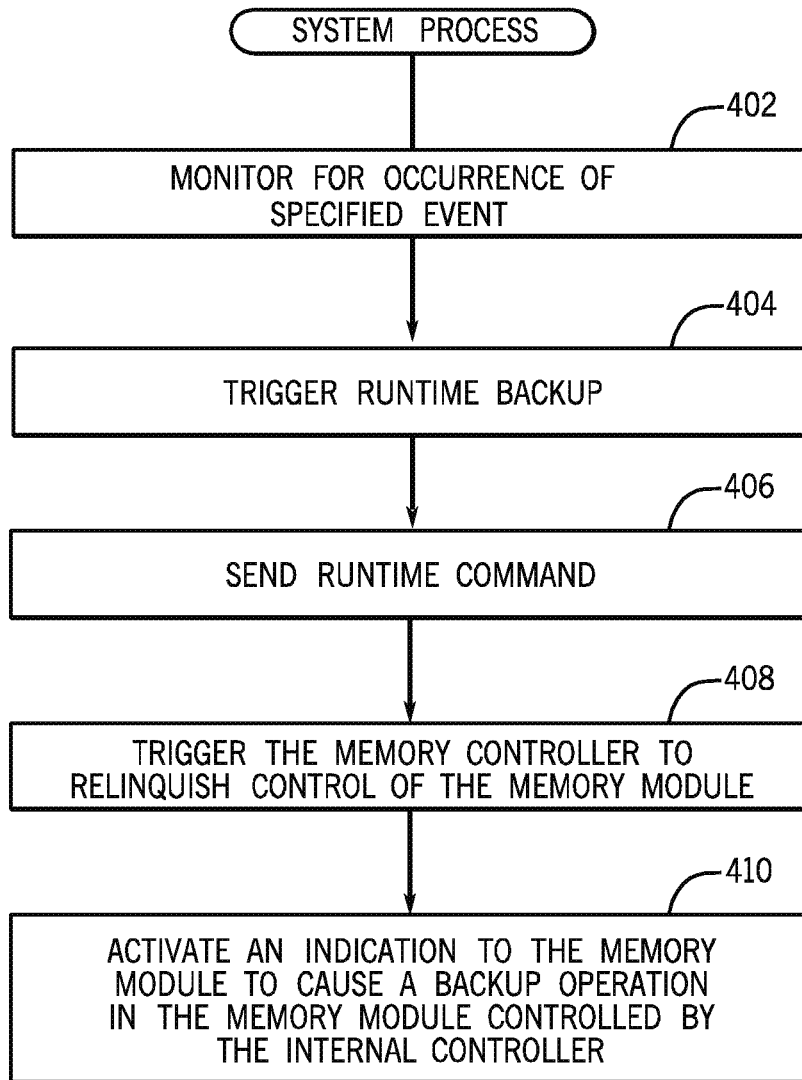 SYSTEM PROCESS
402
MONITOR FOR OCCURRENCE OF
SPECIFIED EVENT
404
TRIGGER RUNTIME BACKUP
406
SEND RUNTIME COMMAND
408
TRIGGER THE MEMORY CONTROLLER TO
RELINQUISH CONTROL OF THE MEMORY MODULE
410
ACTIVATE AN INDICATION TO THE MEMORY
MODULE TO CAUSE A BACKUP OPERATION
IN THE MEMORY MODULE CONTROLLED BY
THE INTERNAL CONTROLLER